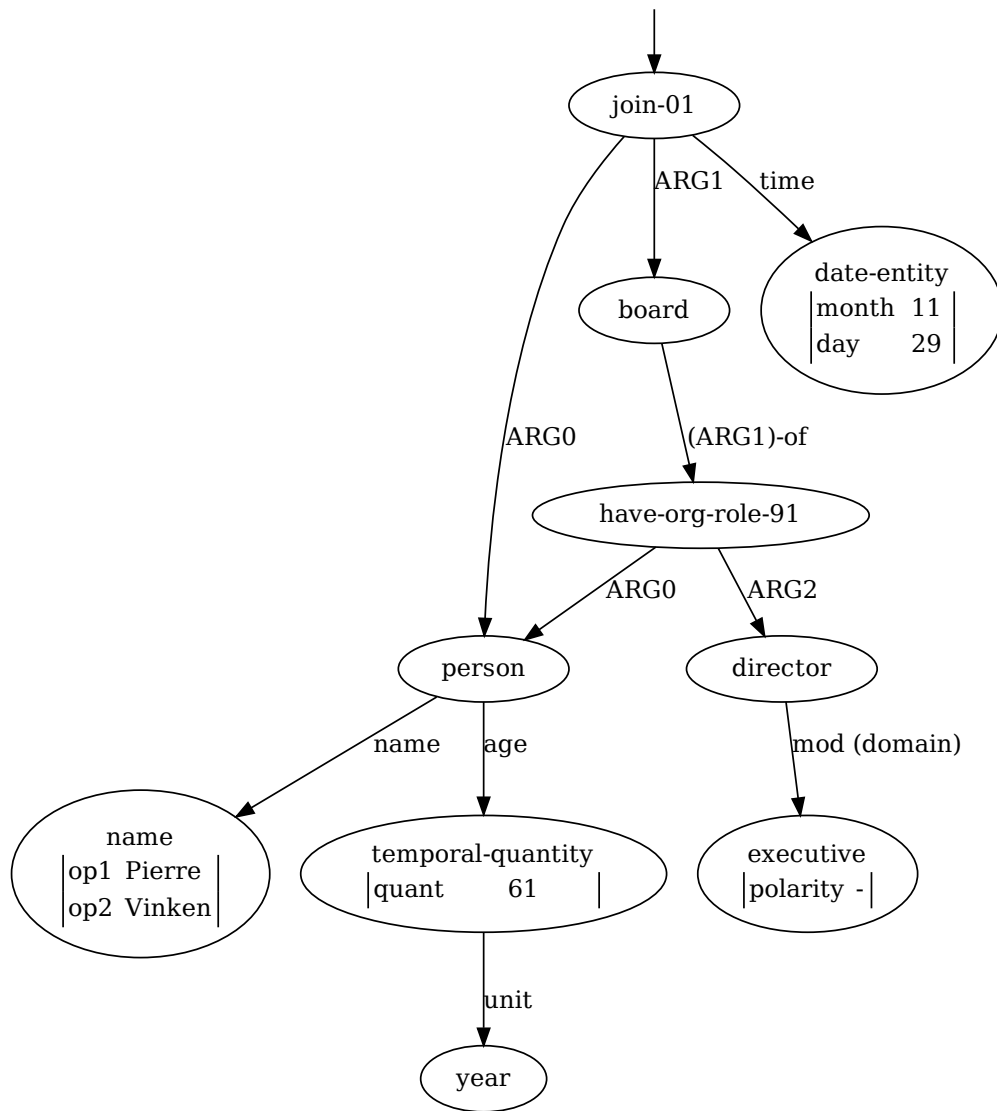 join-01
ARG1
time
date-entity
month 11
day 29
board
ARG0
(ARG1)-of
have-org-role-91
ARG0
ARG2
person
director
name
age
mod (domain)
name
op1 Pierre
op2 Vinken
temporal-quantity
quant 61
executive
polarity -
unit
year